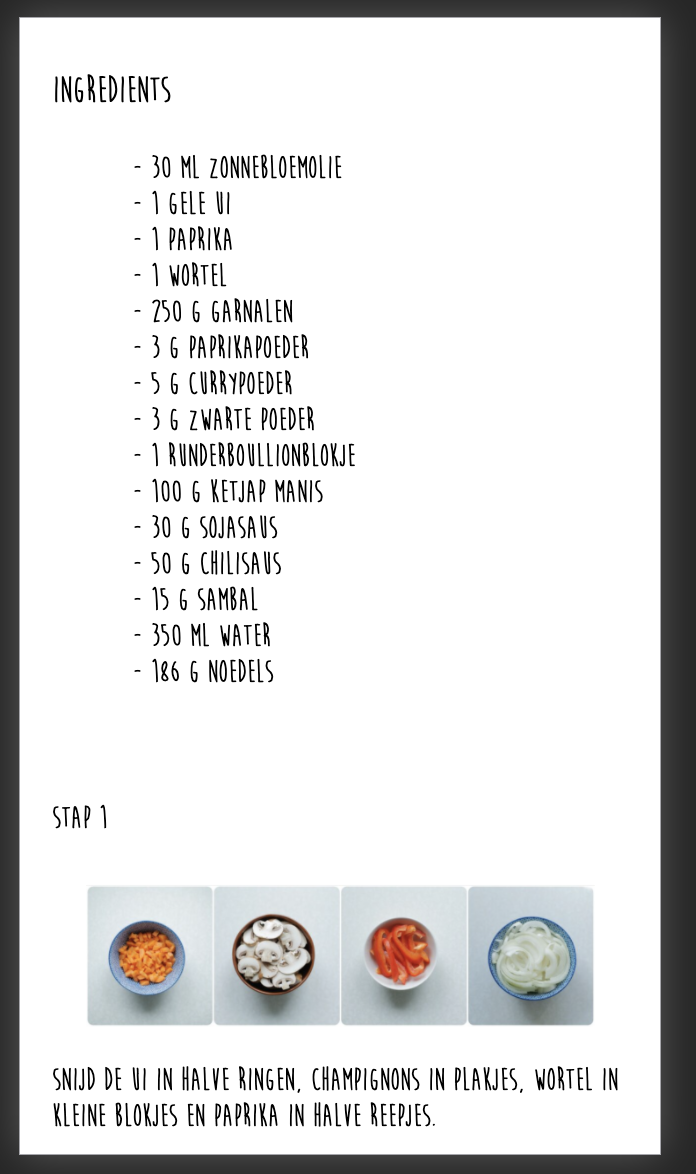 INGREDIENTS
- 30 ML ZONNEBLOEMOLIE
- 1 GELE UI
- 1 PAPRIKA
- 1 WORTEL
- 250 G GARNALEN
- 3 G PAPRIKAPOEDER
- 5 G CURRYPOEDER
- 3 G ZWARTE POEDER
- 1 RUNDERBOULLIONBLOKJE
- 100 G KETJAP MANIS
- 30 G SOJASAUS
- 50 G CHILISAUS
- 15 G SAMBAL
- 350 ML WATER
- 186 G NOEDELS
STAP 1
SNIJD DE UI IN HALVE RINGEN, CHAMPIGNONS IN PLAKJES, WORTEL IN
KLEINE BLOKJES EN PAPRIKA IN HALVE REEPJES.